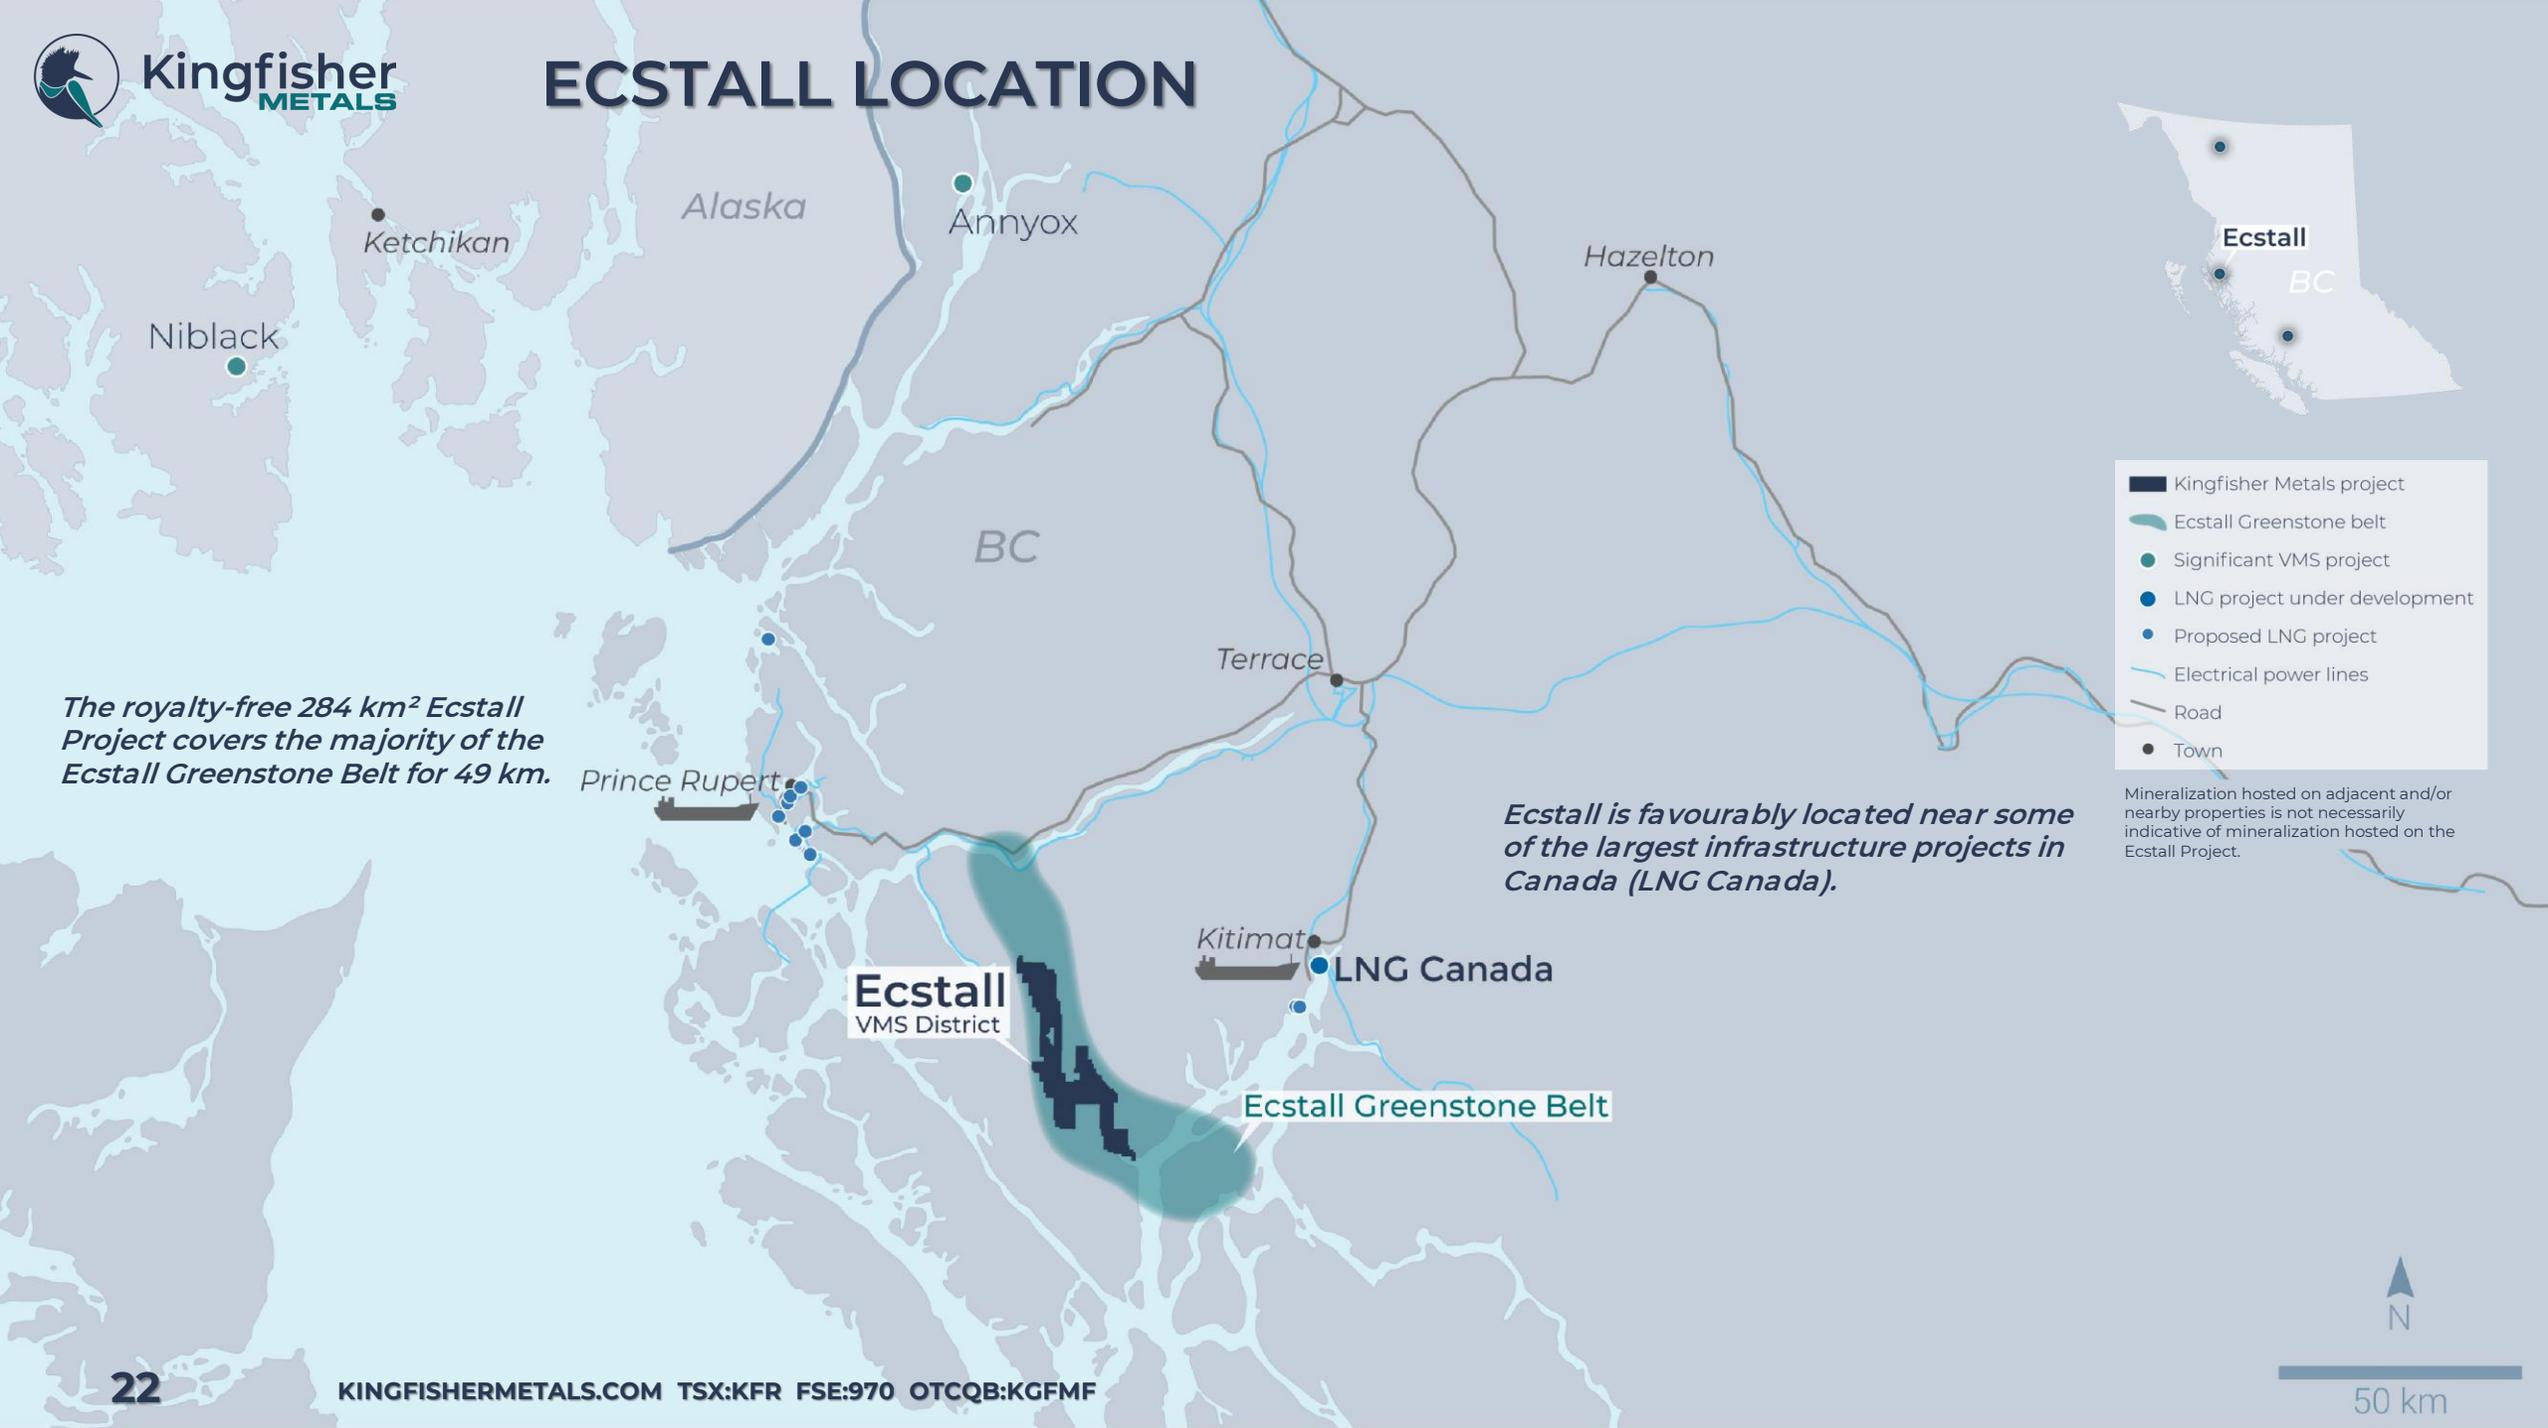 Kingfisher
METALS
ECSTALL LOCATION
Alaska
Annyox
Ketchikan
Hazelton
Niblack
Ecstall
BC
BC
Kingfisher Metals project
Ecstall Greenstone belt
Significant VMS project
LNG project under development
Proposed LNG project
Electrical power lines
Road
Town
Mineralization hosted on adjacent and/or
nearby properties is not necessarily
indicative of mineralization hosted on the
Ecstall Project.
Terrace
The royalty-free 284 km² Ecstall
Project covers the majority of the
Ecstall Greenstone Belt for 49 km.
Prince Rupert
Ecstall is favourably located near some
of the largest infrastructure projects in
Canada (LNG Canada).
Kitimat
LNG Canada
Ecstall
VMS District
Ecstall Greenstone Belt
N
50 km
22
KINGFISHERMETALS.COM TSX:KFR FSE:970 OTCQB:KGFMF